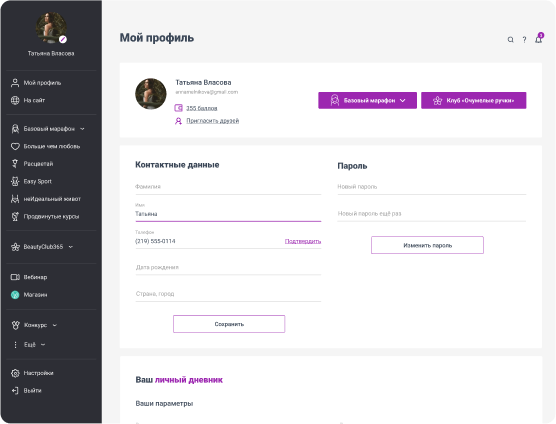 Татьяна Власова
Мой профиль
На сайт
Базовый марафон
Больше чем любовь
Расцветай
Easy Sport
неИдеальный живот
Продвинутые курсы
BeautyClub365
Вебинар
Магазин
Конкурс
Ещё
Настройки
Выйти
Мой профиль
?
Татьяна Власова
annamelnikova@gmail.com
355 баллов
Пригласить друзей
Базовый марафон
Клуб «Очумелые ручки»
Контактные данные
Фамилия
Имя
Татьяна
Телефон
(219) 555-0114
Подтвердить
Дата рождения
Страна, город
Сохранить
Пароль
Новый пароль
Новый пароль ещё раз
Изменить пароль
Ваш личный дневник
Ваши параметры